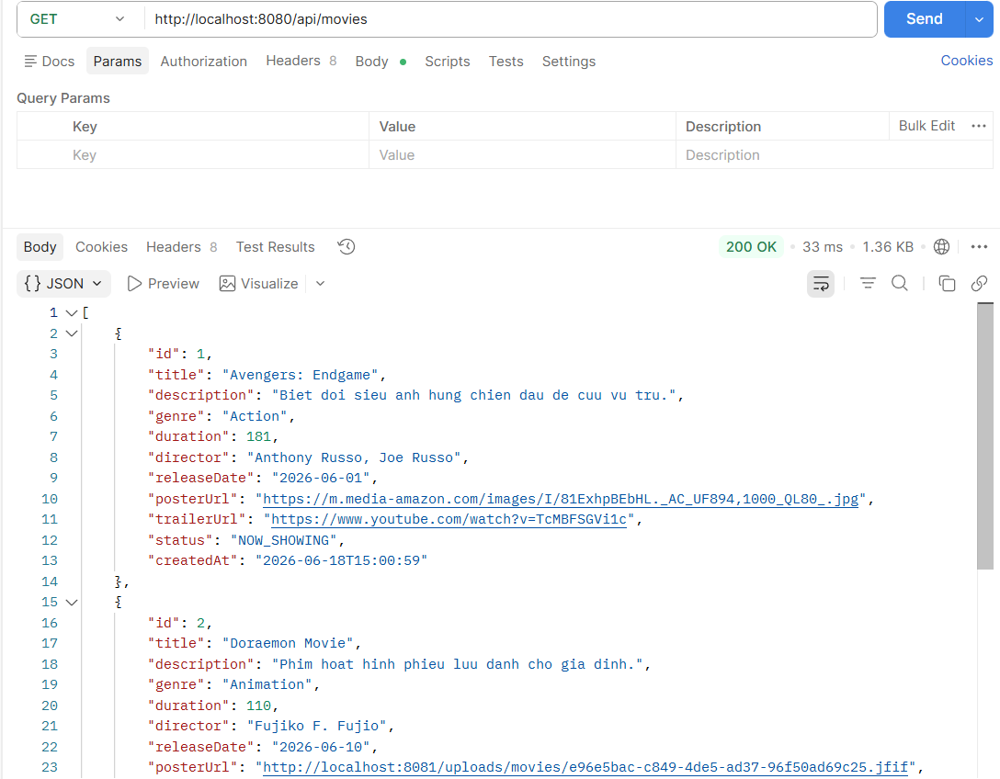 GET http://localhost:8080/api/movies Send
Docs Params Authorization Headers 8 Body Scripts Tests Settings Cookies
Query Params
Key Value Description Bulk Edit
Key Value Description
Body Cookies Headers 8 Test Results 200 OK 33 ms 1.36 KB
{} JSON Preview Visualize
1 [
2 {
3 "id": 1,
4 "title": "Avengers: Endgame",
5 "description": "Biet doi sieu anh hung chien dau de cuu vu tru.",
6 "genre": "Action",
7 "duration": 181,
8 "director": "Anthony Russo, Joe Russo",
9 "releaseDate": "2026-06-01",
10 "posterUrl": "https://m.media-amazon.com/images/I/81ExhpBEbHL._AC_UF894,1000_QL80_.jpg",
11 "trailerUrl": "https://www.youtube.com/watch?v=TcMBFSGVi1c",
12 "status": "NOW_SHOWING",
13 "createdAt": "2026-06-18T15:00:59"
14 },
15 {
16 "id": 2,
17 "title": "Doraemon Movie",
18 "description": "Phim hoat hinh phieu luu danh cho gia dinh.",
19 "genre": "Animation",
20 "duration": 110,
21 "director": "Fujiko F. Fujio",
22 "releaseDate": "2026-06-10",
23 "posterUrl": "http://localhost:8081/uploads/movies/e96e5bac-c849-4de5-ad37-96f50ad69c25.jfif",